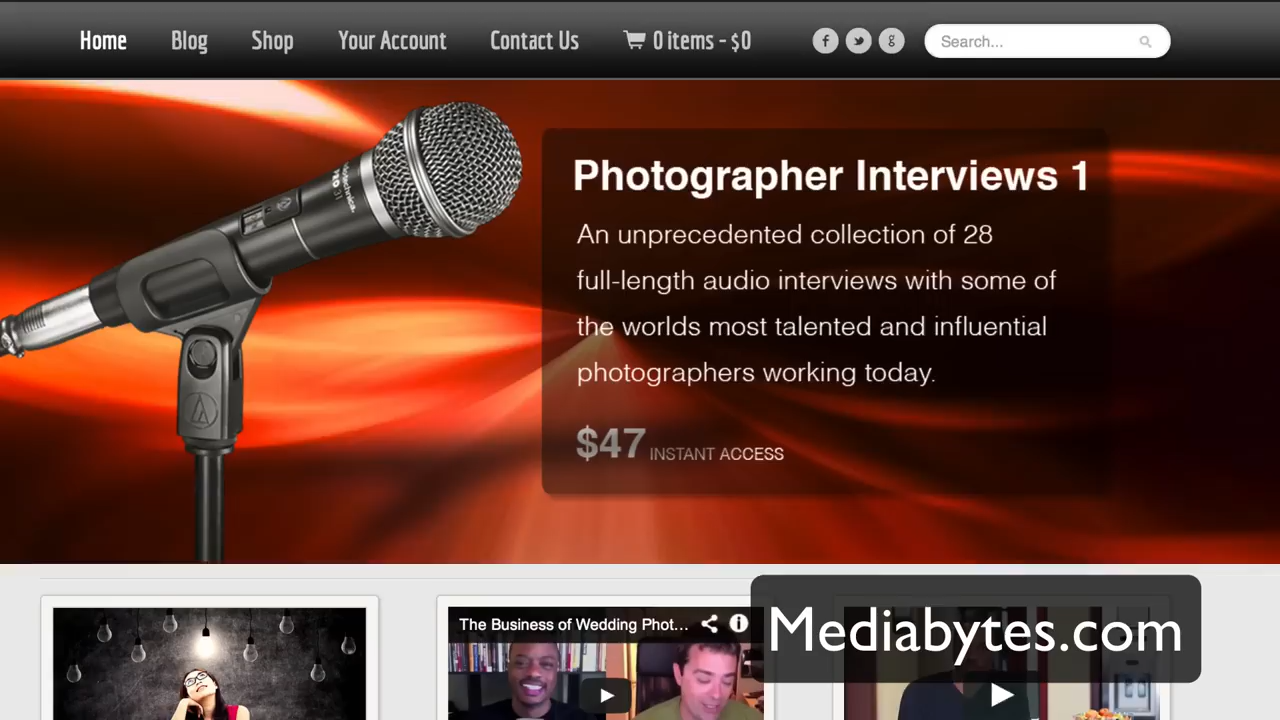 Home Blog Shop Your Account Contact Us 0 items - $0 Search...
Photographer Interviews 1
An unprecedented collection of 28
full-length audio interviews with some of
the worlds most talented and influential
photographers working today.
$47 INSTANT ACCESS
The Business of Wedding Phot...
Mediabytes.com